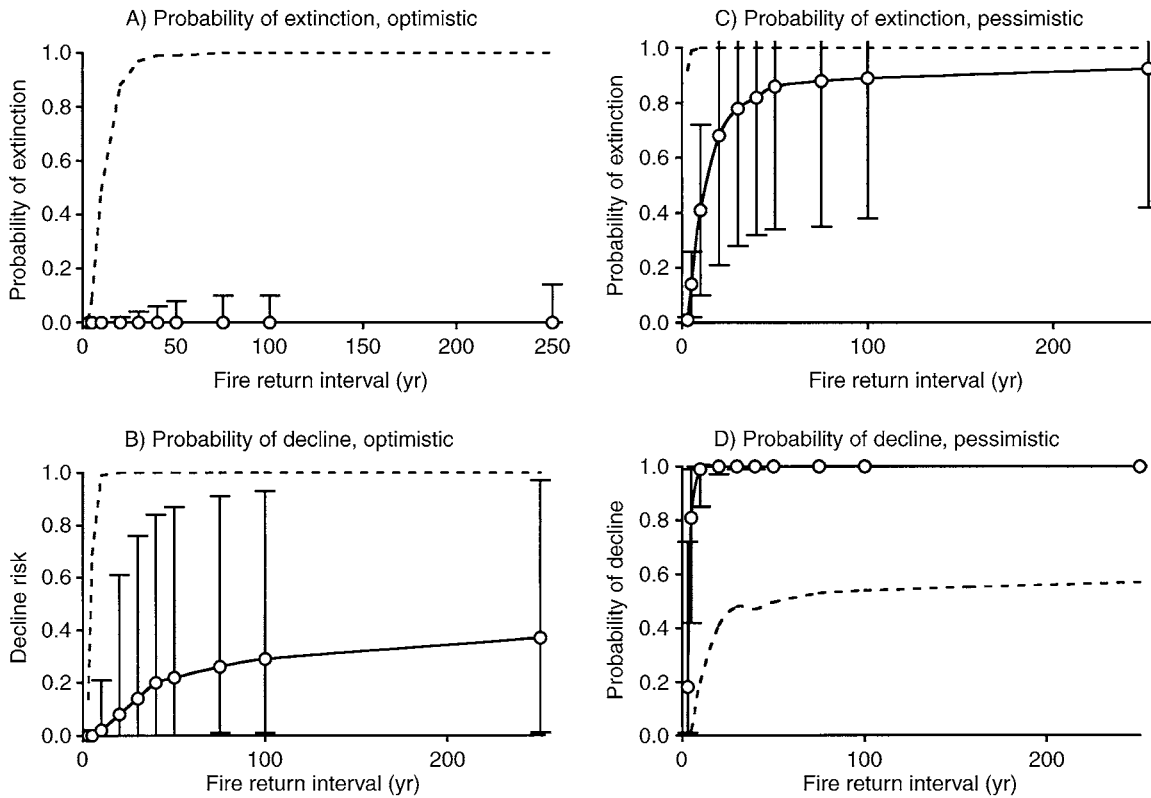 A) Probability of extinction, optimistic
1.0
0.8
0.6
0.4
0.2
0.0
Probability of extinction
0 50 100 150 200 250
Fire return interval (yr)
C) Probability of extinction, pessimistic
1.0
0.8
0.6
0.4
0.2
0.0
Probability of extinction
0 100 200
Fire return interval (yr)
B) Probability of decline, optimistic
1.0
0.8
0.6
0.4
0.2
0.0
Decline risk
0 100 200
Fire return interval (yr)
D) Probability of decline, pessimistic
1.0
0.8
0.6
0.4
0.2
0.0
Probability of decline
0 100 200
Fire return interval (yr)